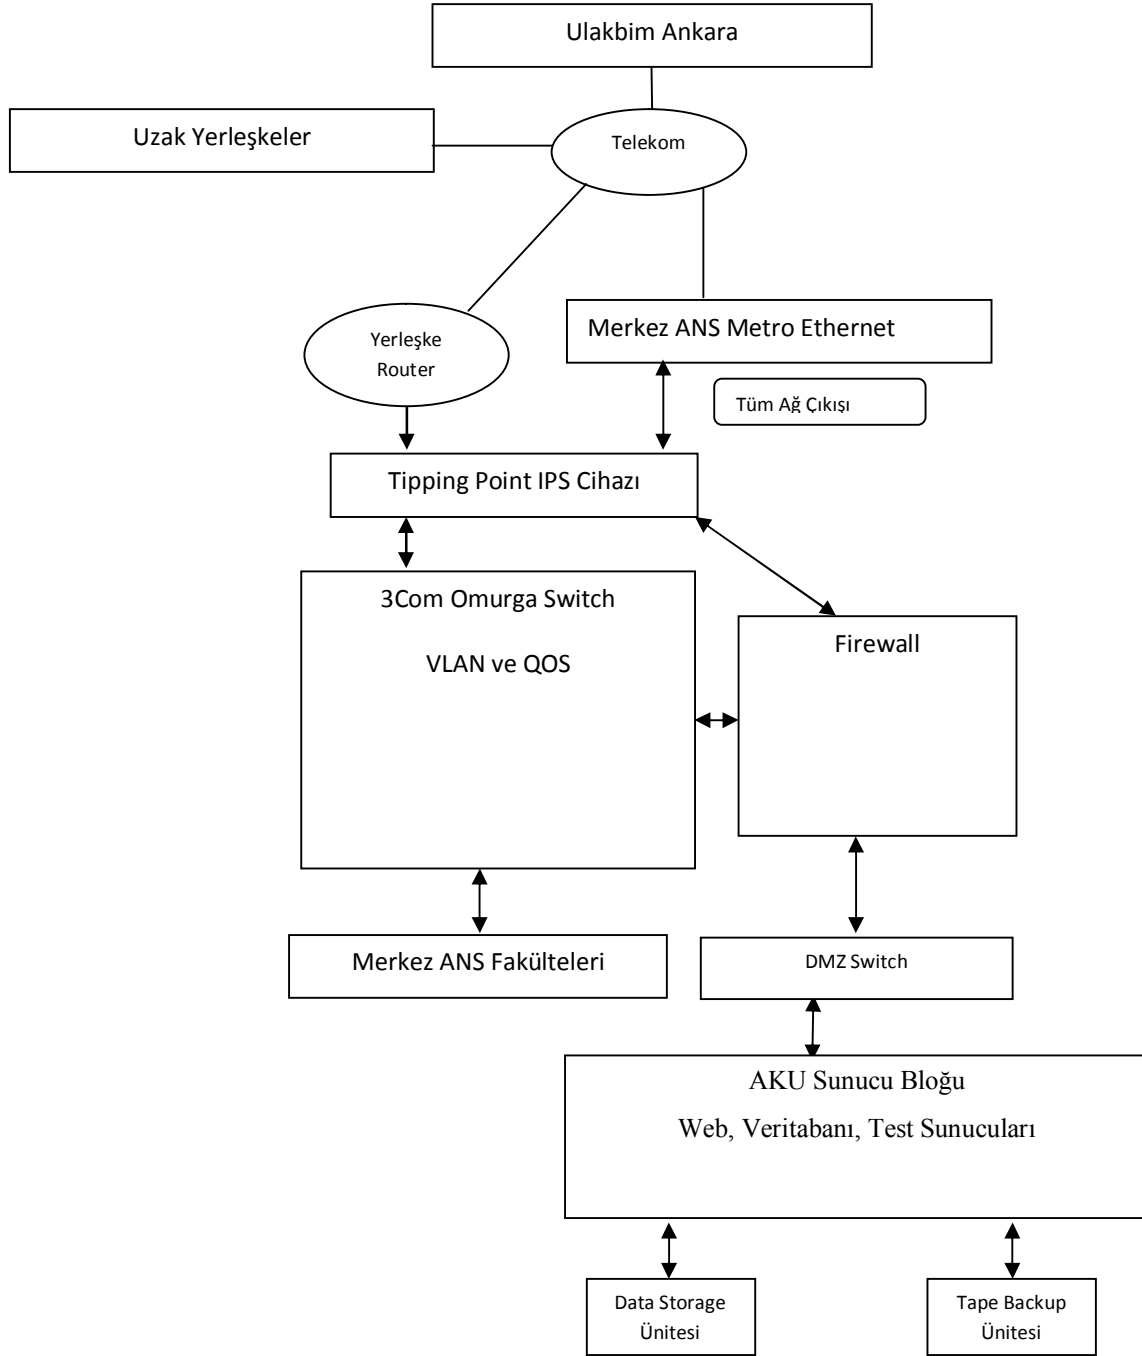 Ulakbim Ankara
Uzak Yerleşkeler
Telekom
Yerleşke
Router
Merkez ANS Metro Ethernet
Tüm Ağ Çıkışı
Tipping Point IPS Cihazı
3Com Omurga Switch
VLAN ve QOS
Firewall
Merkez ANS Fakülteleri
DMZ Switch
AKU Sunucu Bloğu
Web, Veritabanı, Test Sunucuları
Data Storage
Ünitesi
Tape Backup
Ünitesi